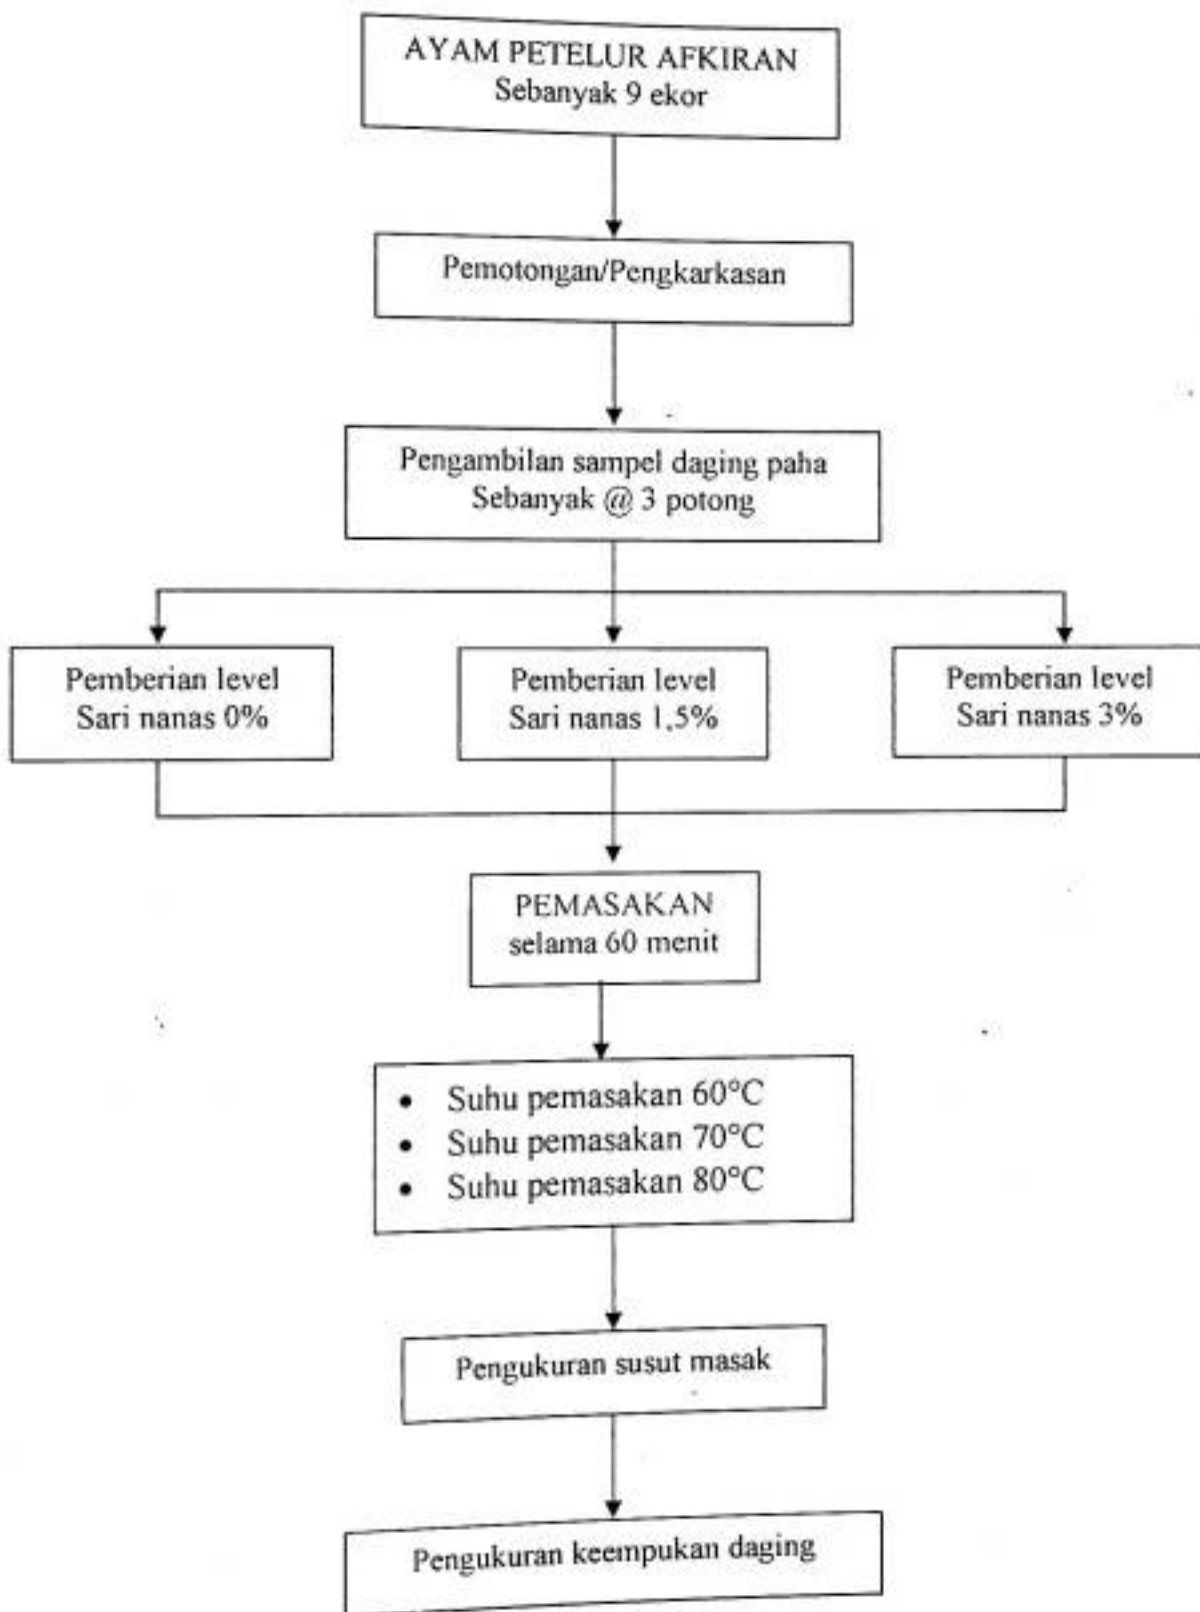 AYAM PETELUR AFKIRAN
Sebanyak 9 ekor
Pemotongan/Pengkarkasan
Pengambilan sampel daging paha
Sebanyak @ 3 potong
Pemberian level
Sari nanas 0%
Pemberian level
Sari nanas 1,5%
Pemberian level
Sari nanas 3%
PEMASAKAN
selama 60 menit
• Suhu pemasakan 60°C
• Suhu pemasakan 70°C
• Suhu pemasakan 80°C
Pengukuran susut masak
Pengukuran keempukan daging